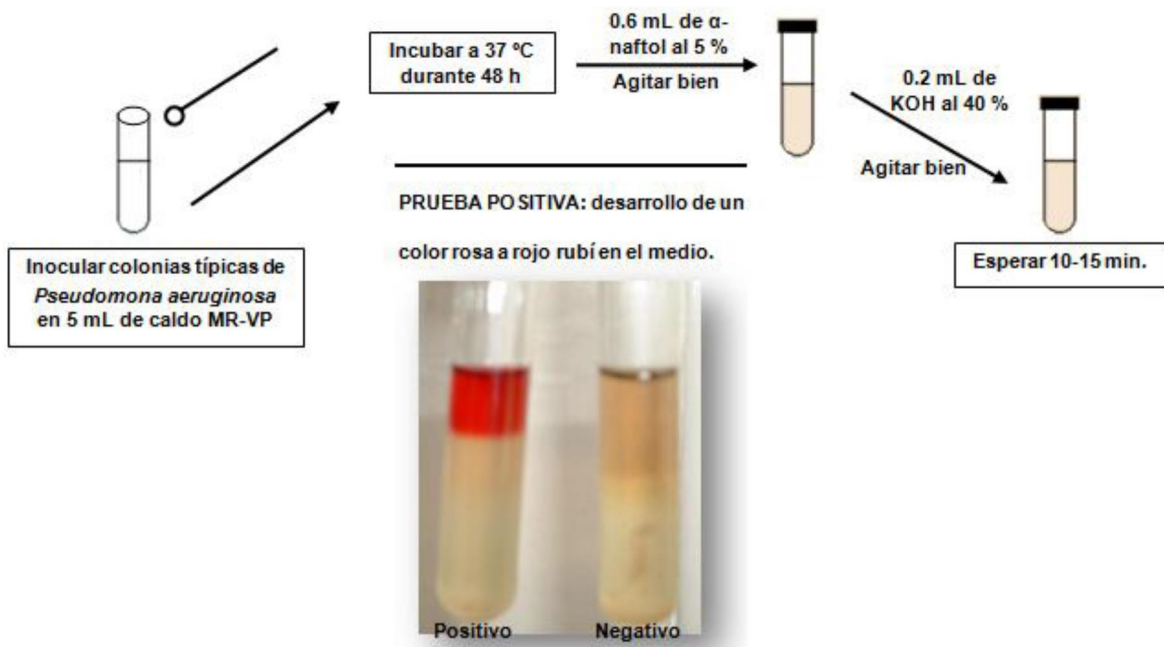 Inocular colonias típicas de
Pseudomona aeruginosa
en 5 mL de caldo MR-VP
Incubar a 37 ºC
durante 48 h
0.6 mL de α-
naftol al 5 %
Agitar bien
0.2 mL de
KOH al 40 %
Agitar bien
Esperar 10-15 min.
PRUEBA POSITIVA: desarrollo de un
color rosa a rojo rubí en el medio.
Positivo
Negativo